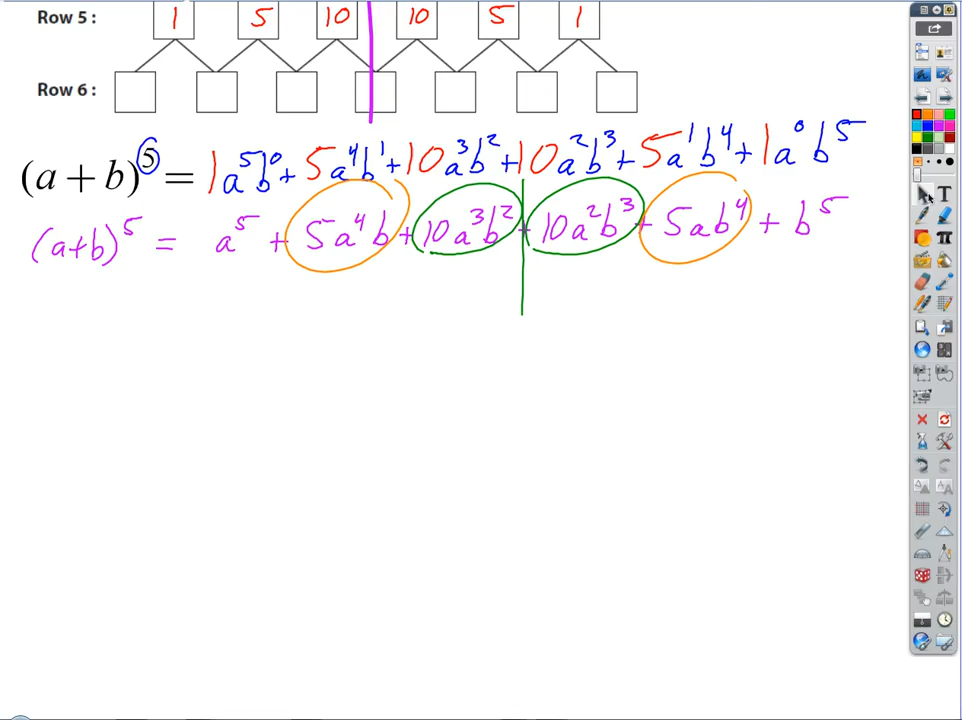 Row 5 : 1 5 10 10 5 1
Row 6 :
(a + b)⁵ = 1a⁵b⁰ + 5a⁴b¹ + 10a³b² + 10a²b³ + 5a¹b⁴ + 1a⁰b⁵
(a+b)⁵ = a⁵ + 5a⁴b + 10a³b² + 10a²b³ + 5ab⁴ + b⁵